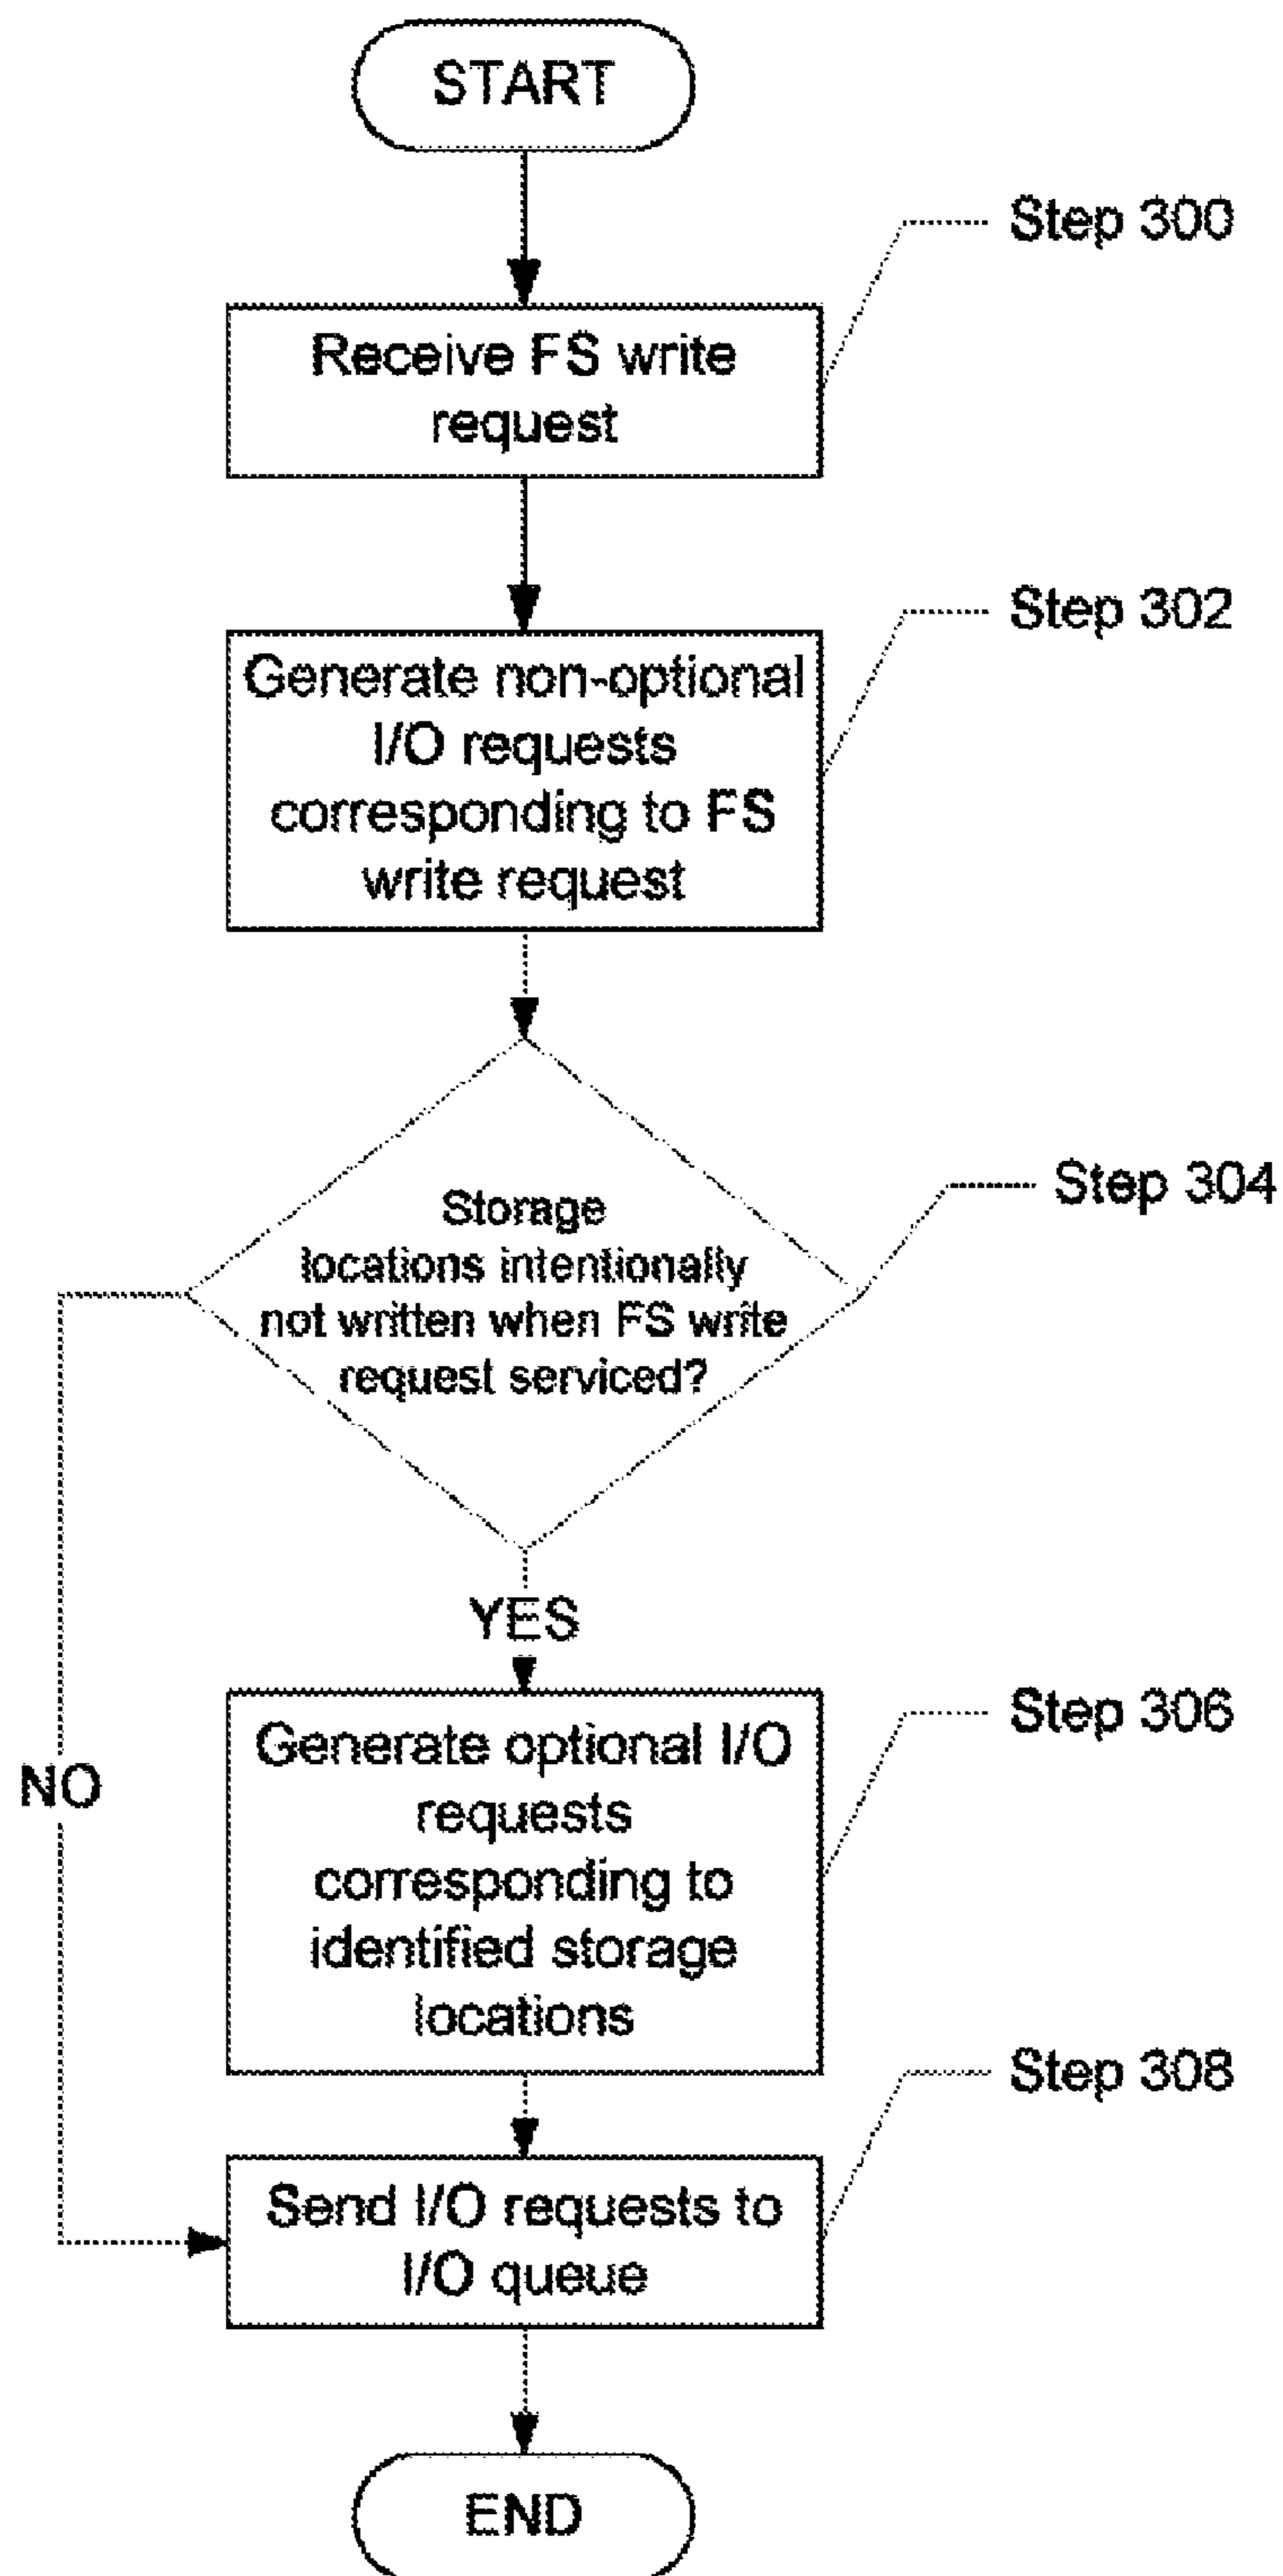 START
Step 300
Receive FS write
request
Step 302
Generate non-optional
I/O requests
corresponding to FS
write request
Step 304
Storage
locations intentionally
not written when FS write
request serviced?
YES
NO
Step 306
Generate optional I/O
requests
corresponding to
identified storage
locations
Step 308
Send I/O requests to
I/O queue
END